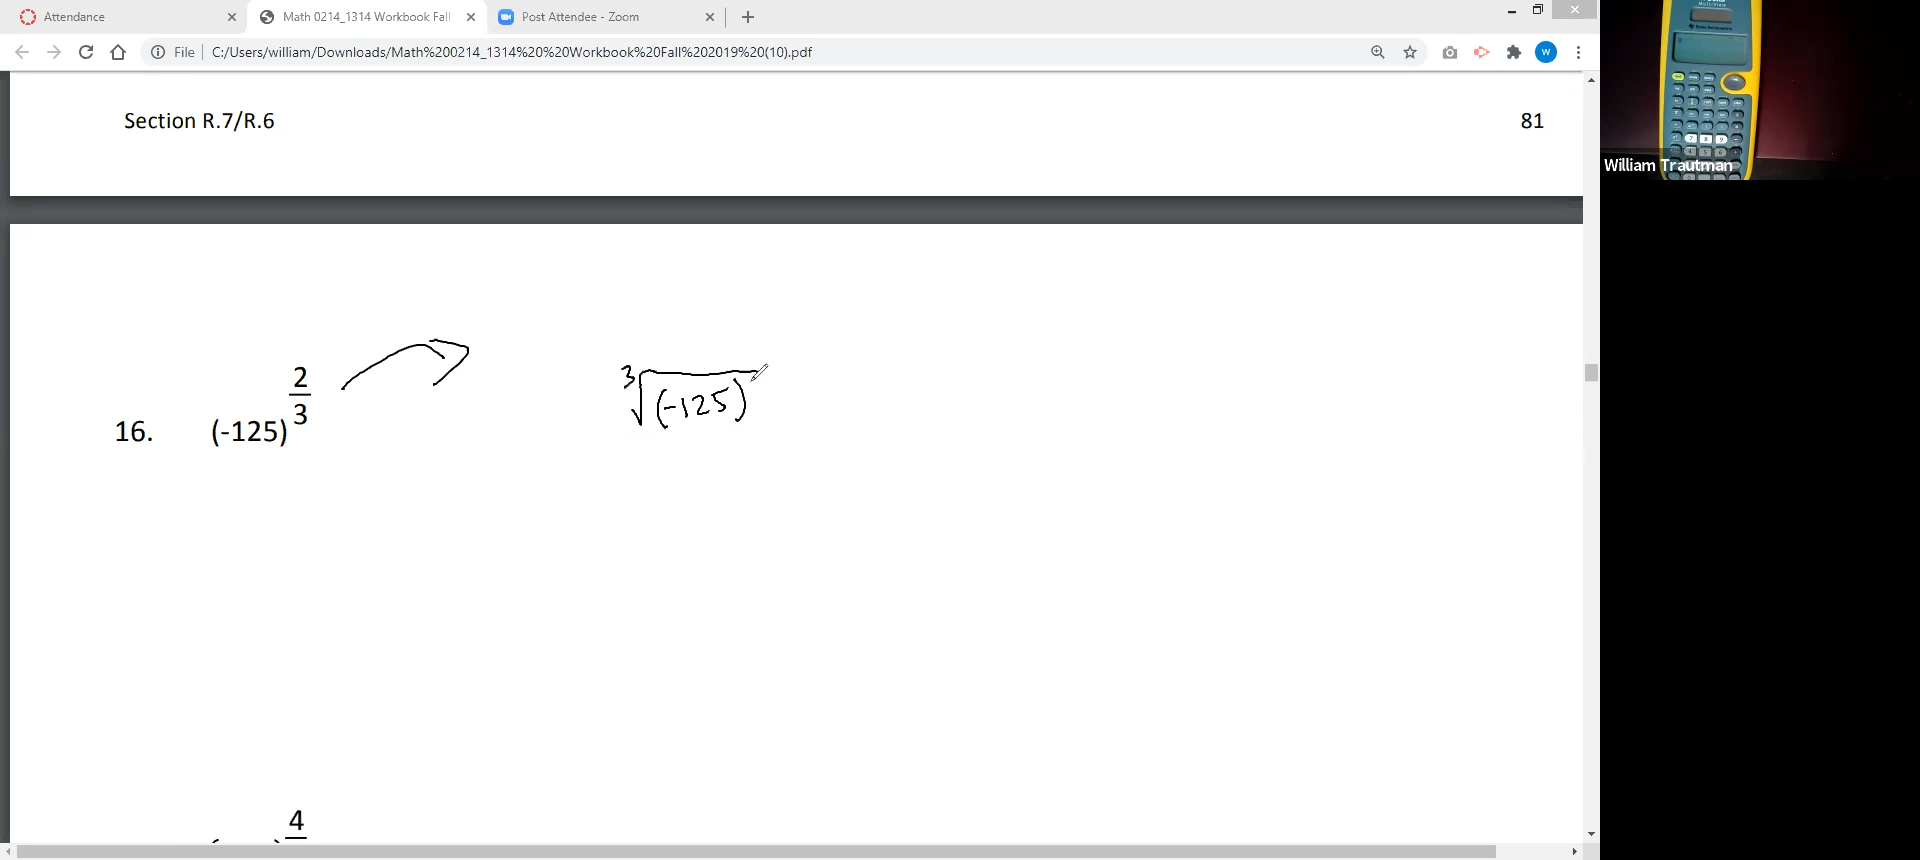 Attendance
Math 0214_1314 Workbook Fall
Post Attendee - Zoom
File | C:/Users/william/Downloads/Math%200214_1314%20%20Workbook%20Fall%202019%20(10).pdf
W
Section R.7/R.6
81
16. (-125)^(2/3)
∛(-125)
4
William Trautman